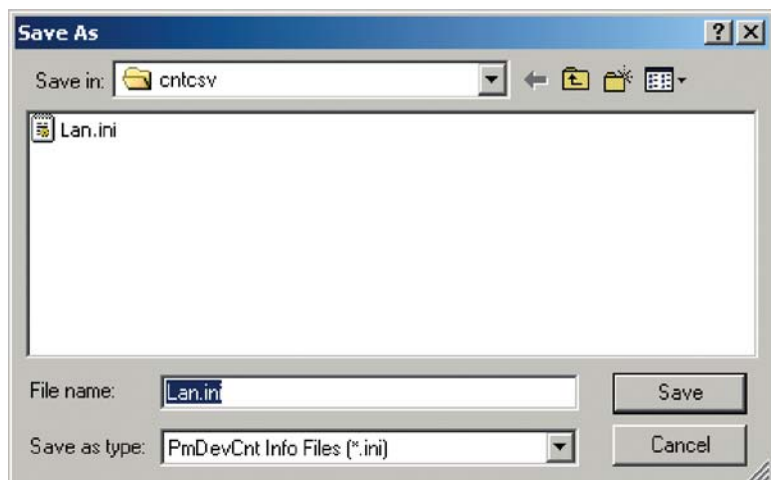 Save As
Save in: cntcsv
Lan.ini
File name: Lan.ini
Save
Save as type: PmDevCnt Info Files (*.ini)
Cancel